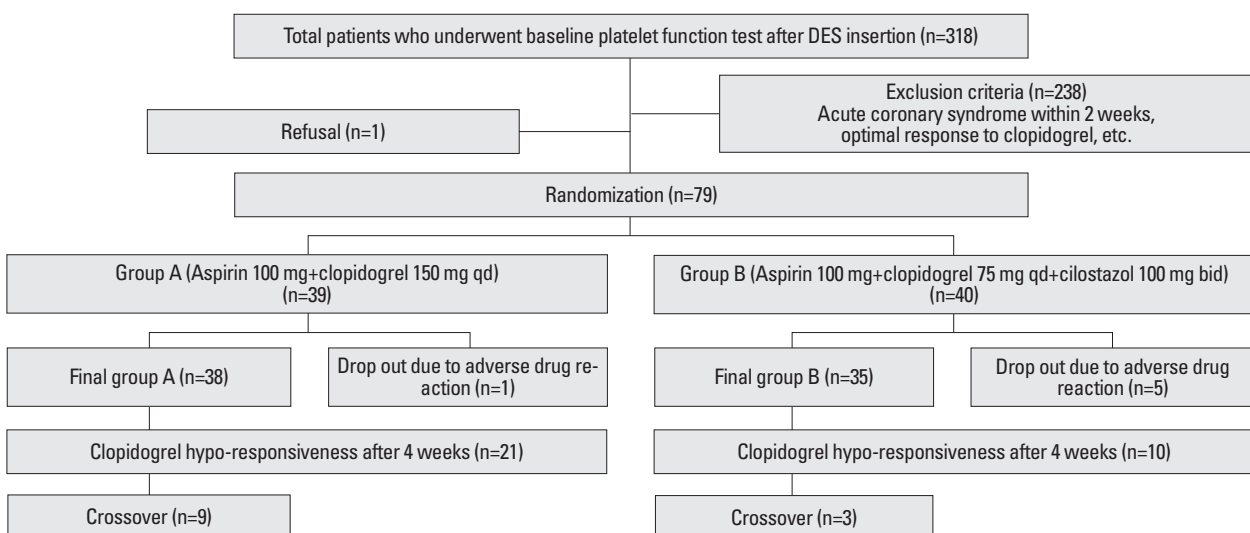 Total patients who underwent baseline platelet function test after DES insertion (n=318)
Exclusion criteria (n=238)
Acute coronary syndrome within 2 weeks,
optimal response to clopidogrel, etc.
Refusal (n=1)
Randomization (n=79)
Group A (Aspirin 100 mg+clopidogrel 150 mg qd)
(n=39)
Group B (Aspirin 100 mg+clopidogrel 75 mg qd+cilostazol 100 mg bid)
(n=40)
Final group A (n=38)
Drop out due to adverse drug re-
action (n=1)
Final group B (n=35)
Drop out due to adverse drug
reaction (n=5)
Clopidogrel hypo-responsiveness after 4 weeks (n=21)
Clopidogrel hypo-responsiveness after 4 weeks (n=10)
Crossover (n=9)
Crossover (n=3)